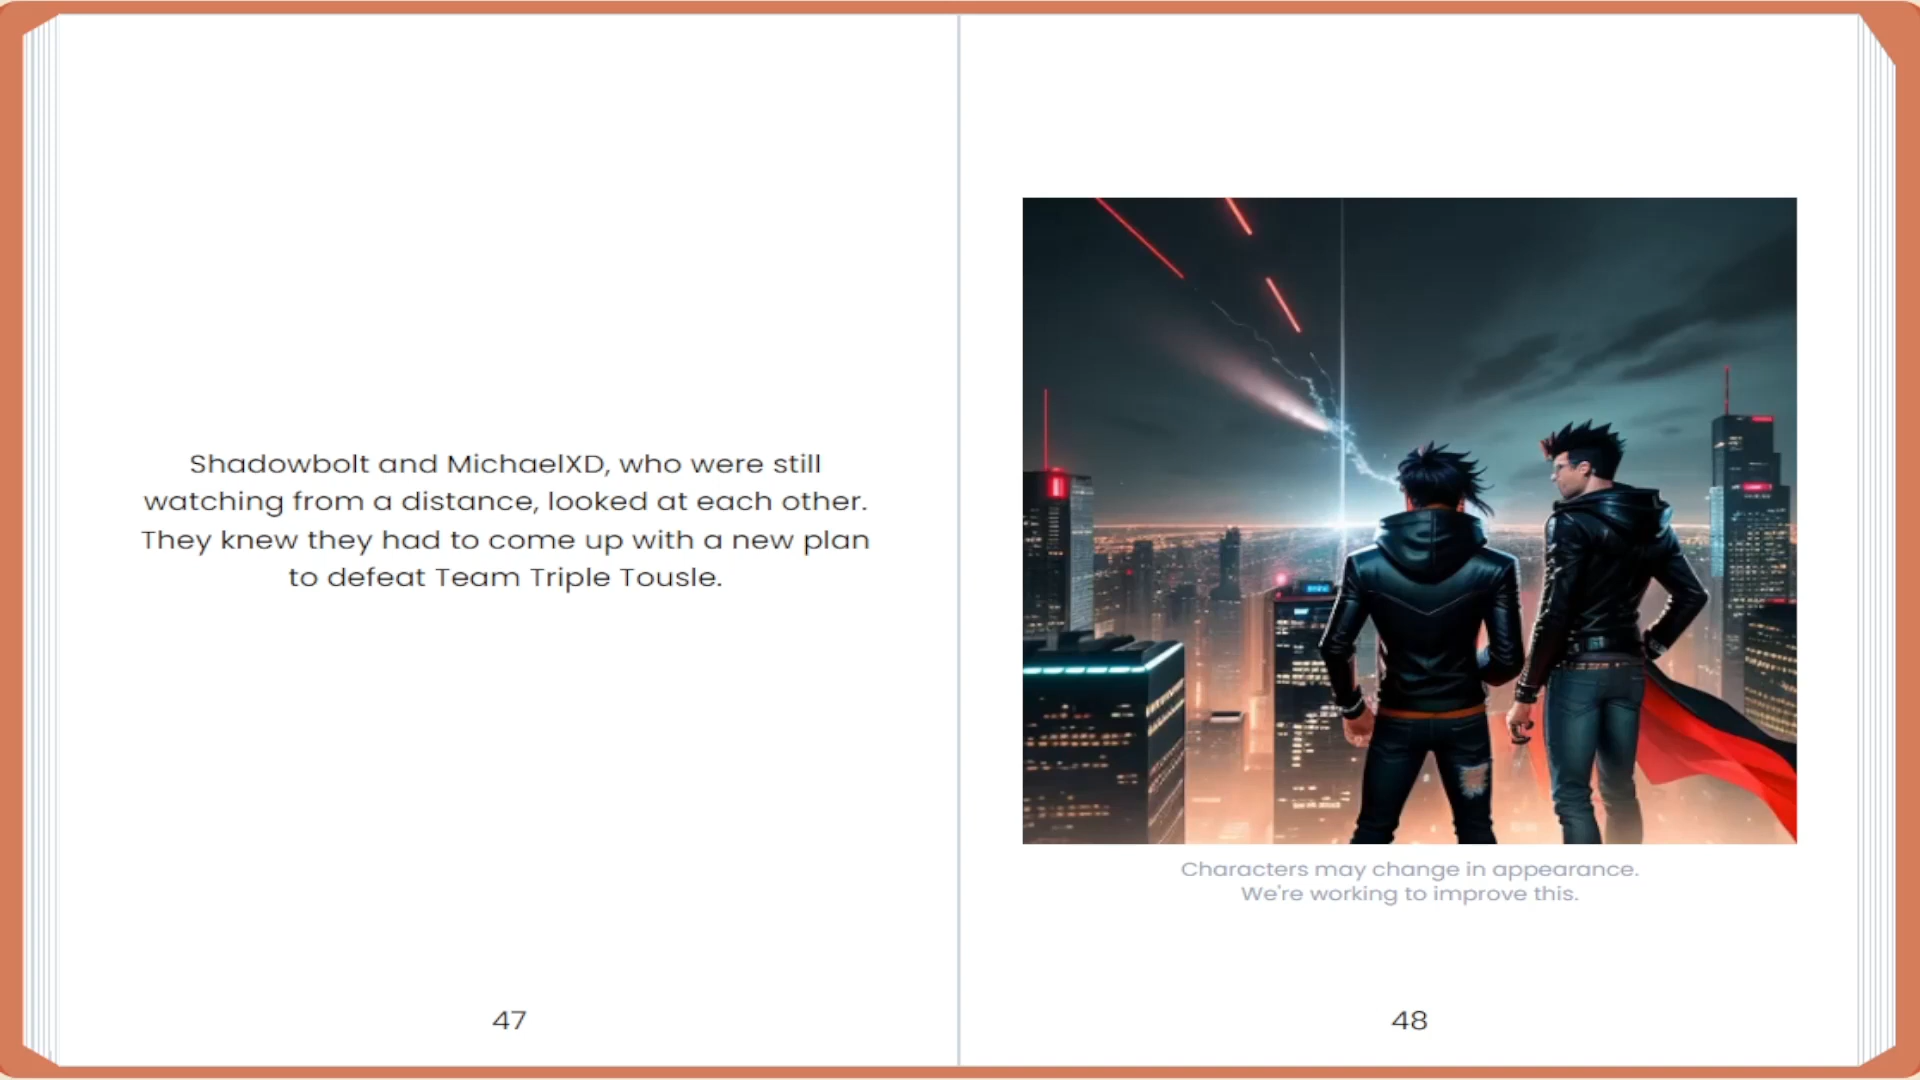 Shadowbolt and MichaelXD, who were still
watching from a distance, looked at each other.
They knew they had to come up with a new plan
to defeat Team Triple Tousle.
Characters may change in appearance.
We're working to improve this.
47
48